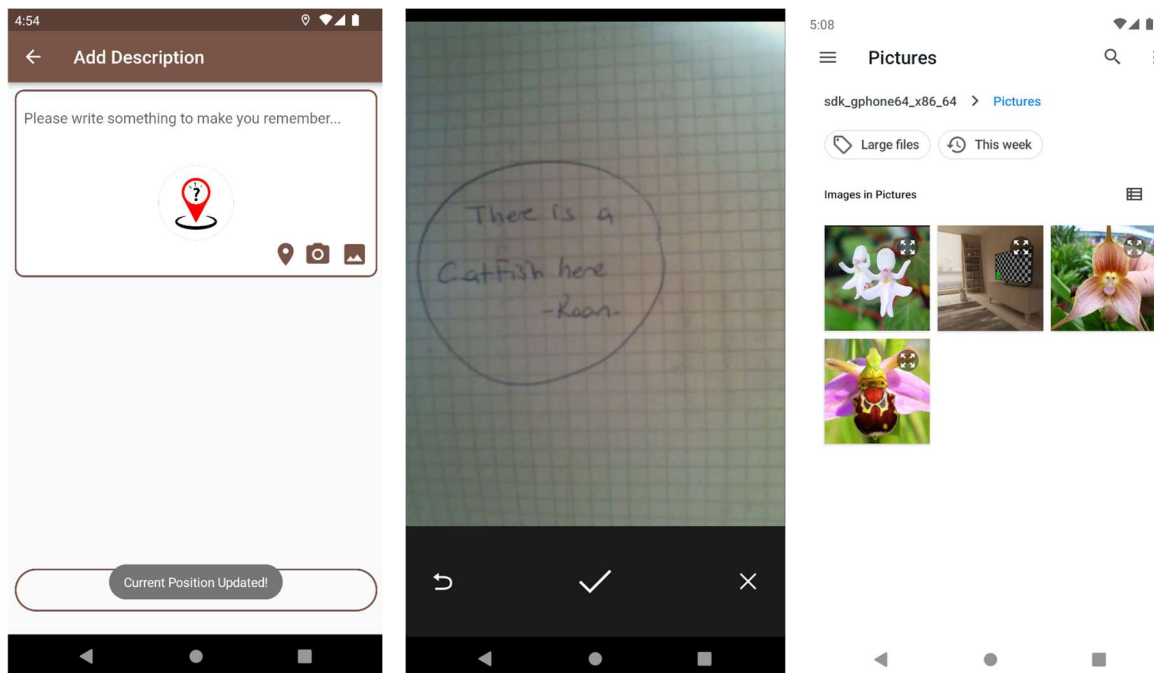 4:54
Add Description
Please write something to make you remember...
?
Current Position Updated!
There is a
CatFish here
-Roan-
5:08
Pictures
sdk_gphone64_x86_64 > Pictures
Large files
This week
Images in Pictures